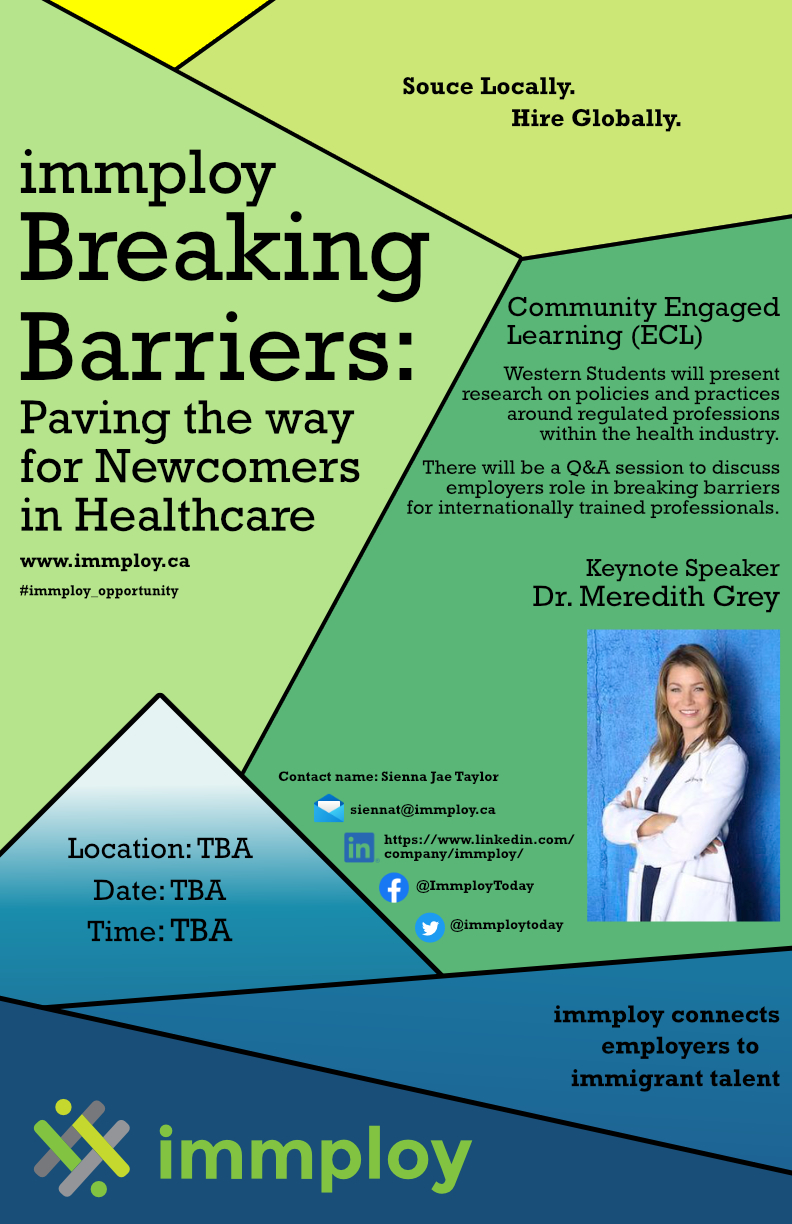 Souce Locally.
Hire Globally.
immploy
Breaking
Barriers:
Paving the way
for Newcomers
in Healthcare
www.immploy.ca
#immploy_opportunity
Community Engaged
Learning (ECL)
Western Students will present
research on policies and practices
around regulated professions
within the health industry.
There will be a Q&A session to discuss
employers role in breaking barriers
for internationally trained professionals.
Keynote Speaker
Dr. Meredith Grey
Contact name: Sienna Jae Taylor
siennat@immploy.ca
in
https://www.linkedin.com/
company/immploy/
@ImmployToday
@immploytoday
Location: TBA
Date: TBA
Time: TBA
immploy connects
employers to
immigrant talent
immploy